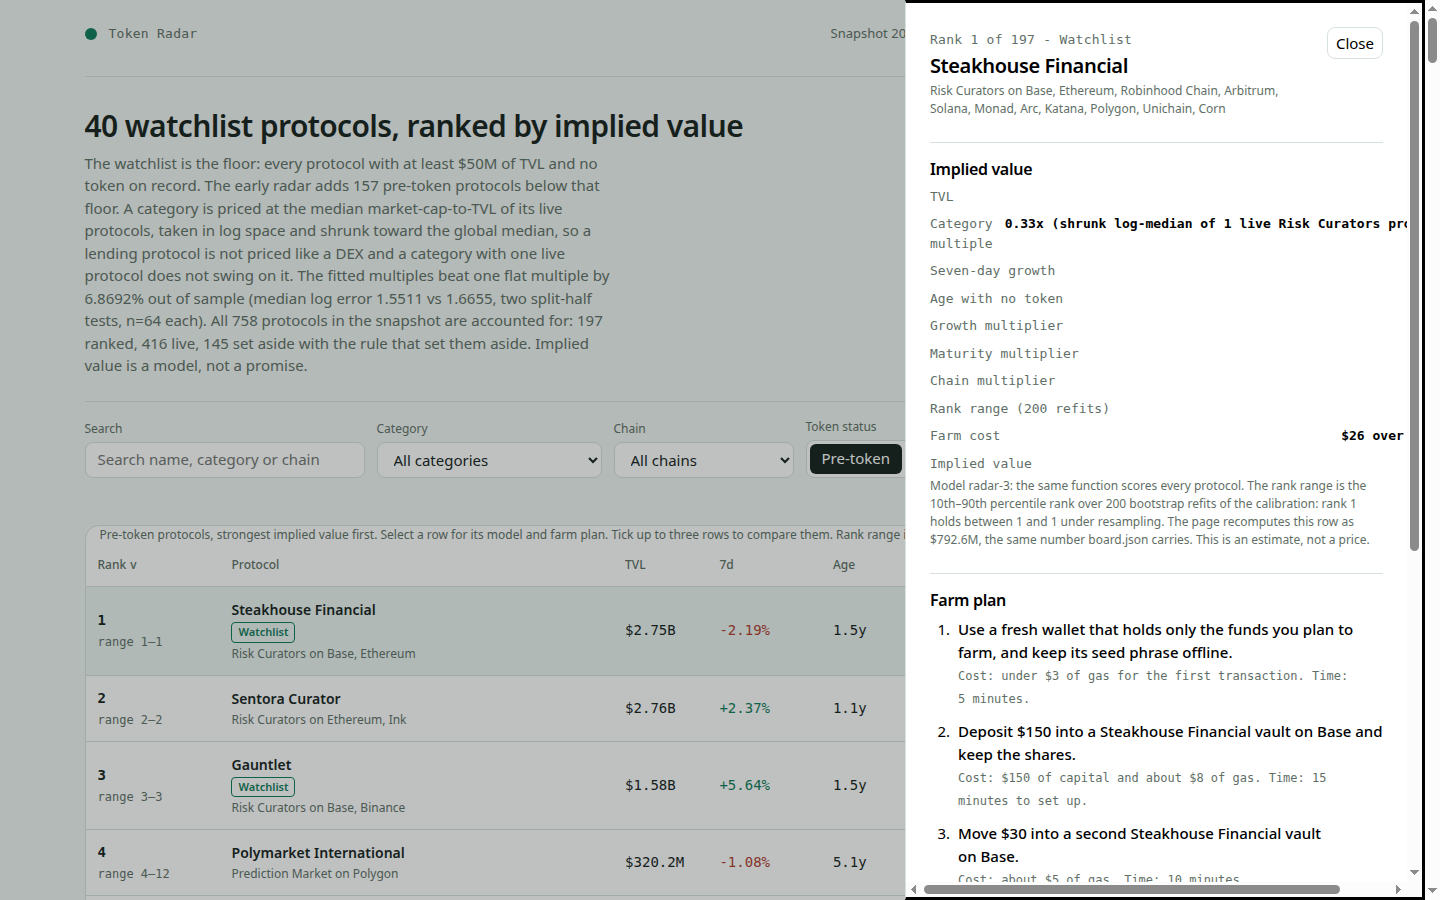 Token Radar
Snapshot 20
40 watchlist protocols, ranked by implied value
The watchlist is the floor: every protocol with at least $50M of TVL and no
token on record. The early radar adds 157 pre-token protocols below that
floor. A category is priced at the median market-cap-to-TVL of its live
protocols, taken in log space and shrunk toward the global median, so a
lending protocol is not priced like a DEX and a category with one live
protocol does not swing on it. The fitted multiples beat one flat multiple by
6.8692% out of sample (median log error 1.5511 vs 1.6655, two split-half
tests, n=64 each). All 758 protocols in the snapshot are accounted for: 197
ranked, 416 live, 145 set aside with the rule that set them aside. Implied
value is a model, not a promise.
Search
Category
Chain
Token status
Search name, category or chain
All categories
All chains
Pre-token
Pre-token protocols, strongest implied value first. Select a row for its model and farm plan. Tick up to three rows to compare them. Rank range i
Rank v
Protocol
TVL
7d
Age
1
range 1–1
Steakhouse Financial
Watchlist
Risk Curators on Base, Ethereum
$2.75B
-2.19%
1.5y
2
range 2–2
Sentora Curator
Risk Curators on Ethereum, Ink
$2.76B
+2.37%
1.1y
3
range 3–3
Gauntlet
Watchlist
Risk Curators on Base, Binance
$1.58B
+5.64%
1.5y
4
range 4–12
Polymarket International
Prediction Market on Polygon
$320.2M
-1.08%
5.1y
Rank 1 of 197 - Watchlist
Close
Steakhouse Financial
Risk Curators on Base, Ethereum, Robinhood Chain, Arbitrum,
Solana, Monad, Arc, Katana, Polygon, Unichain, Corn
Implied value
TVL
Category multiple
0.33x (shrunk log-median of 1 live Risk Curators pro
Seven-day growth
Age with no token
Growth multiplier
Maturity multiplier
Chain multiplier
Rank range (200 refits)
Farm cost
$26 over
Implied value
Model radar-3: the same function scores every protocol. The rank range is the
10th–90th percentile rank over 200 bootstrap refits of the calibration: rank 1
holds between 1 and 1 under resampling. The page recomputes this row as
$792.6M, the same number board.json carries. This is an estimate, not a price.
Farm plan
1. Use a fresh wallet that holds only the funds you plan to
farm, and keep its seed phrase offline.
Cost: under $3 of gas for the first transaction. Time:
5 minutes.
2. Deposit $150 into a Steakhouse Financial vault on Base and
keep the shares.
Cost: $150 of capital and about $8 of gas. Time: 15
minutes to set up.
3. Move $30 into a second Steakhouse Financial vault
on Base.
Cost: about $5 of gas. Time: 10 minutes